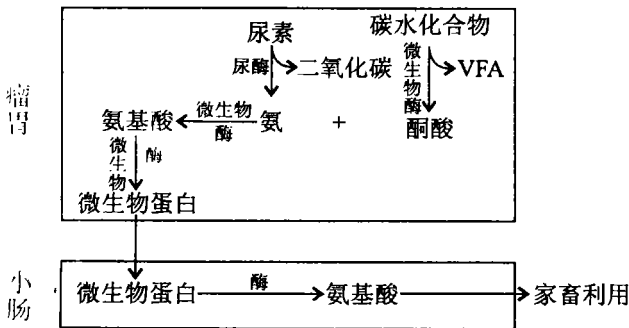 尿素
碳水化合物
尿酶
二氧化碳
微生物酶
VFA
瘤胃
氨基酸
微生物
酶
氨
+
酮酸
微生物
酶
微生物蛋白
小肠
微生物蛋白
酶
氨基酸
家畜利用